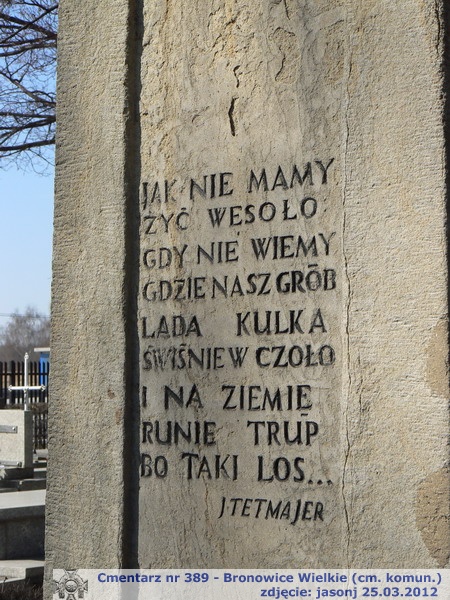 JAK NIE MAMY
ŻYĆ WESOŁO
GDY NIE WIEMY
GDZIE NASZ GRÓB
LADA KULKA
ŚWIŚNIE W CZOŁO
I NA ZIEMIĘ
RUNIE TRUP
BO TAKI LOS...
J·TETMAJER
Cmentarz nr 389 - Bronowice Wielkie (cm. komun.)
zdjęcie: jasonj 25.03.2012